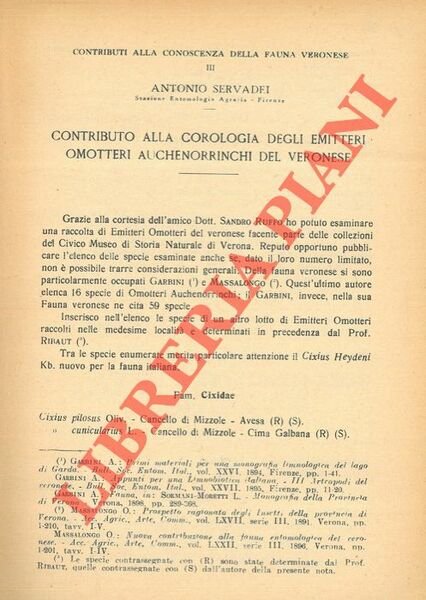 CONTRIBUTI ALLA CONOSCENZA DELLA FAUNA VERONESE
III
ANTONIO SERVADEI
Stazione Entomologia Agraria - Firenze
CONTRIBUTO ALLA COROLOGIA DEGLI EMITTERI
OMOTTERI AUCHENORRINCHI DEL VERONESE
Grazie alla cortesia dell'amico Dott. SANDRO RUFFO ho potuto esaminare
una raccolta di Emitteri Omotteri del veronese facente parte delle collezioni
del Civico Museo di Storia Naturale di Verona. Reputo opportuno pubbli-
care l'elenco delle specie esaminate anche se, dato il loro numero limitato,
non è possibile trarre considerazioni generali. Della fauna veronese si sono
particolarmente occupati GARBINI (¹) e MASSALONGO (²). Quest'ultimo autore
elenca 16 specie di Omotteri Auchenorrinchi; il GARBINI, invece, nella sua
Fauna veronese ne cita 59 specie.
Inserisco nell'elenco le specie di un altro lotto di Emitteri Omotteri
raccolti nelle medesime località e determinati in precedenza dal Prof.
RIBAUT (³).
Tra le specie enumerate merita particolare attenzione il Cixius Heydeni
Kb. nuovo per la fauna italiana.
Fam. Cixidae
Cixius pilosus Oliv. - Cancello di Mizzole - Avesa (R) (S).
" cunicularius L. - Cancello di Mizzole - Cima Galbana (R) (S).
(¹) GARBINI A.: Primi materiali per una monografia limnologica del lago
di Garda. - Bull. Soc. Entom. Ital., vol. XXVI, 1894, Firenze, pp. 1-41.
GARBINI A.: Appunti per una Limnobiotica italiana. - III Artropodi del
veronese. - Bull. Soc. Entom. Ital., vol. XXVII, 1895, Firenze, pp. 11-20.
GARBINI A.: Fauna, in: SORMANI-MORETTI L. - Monografia della Provincia
di Verona. Verona, 1898, pp. 289-368.
(²) MASSALONGO O.: Prospetto ragionato degli Insetti della provincia di
Verona. - Acc. Agric., Arte, Comm., vol. LXVII, serie III, 1891, Verona, pp.
1-210, tavv. I-V.
MASSALONGO O.: Nuova contribuzione alla fauna entomologica del vero-
nese. - Acc. Agric., Arte, Comm., vol. LXXII, serie III, 1896, Verona, pp.
1-201, tavv. I-IV.
(³) Le specie contrassegnate con (R) sono state determinate dal Prof.
RIBAUT, quelle contrassegnate con (S) dall'autore della presente nota.
LIBRERIA PIANI